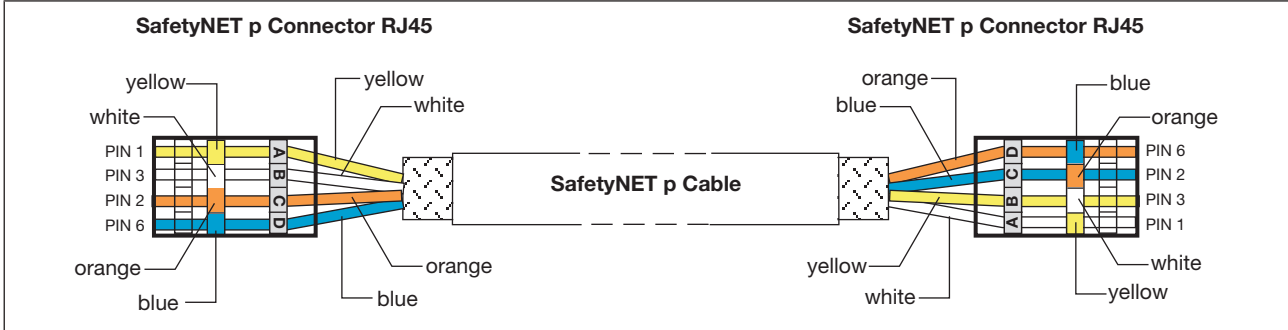 SafetyNET p Connector RJ45
SafetyNET p Connector RJ45
yellow
white
PIN 1
PIN 3
PIN 2
PIN 6
orange
blue
A
B
C
D
yellow
white
orange
blue
SafetyNET p Cable
orange
blue
yellow
white
D
C
B
A
blue
orange
PIN 6
PIN 2
PIN 3
PIN 1
white
yellow